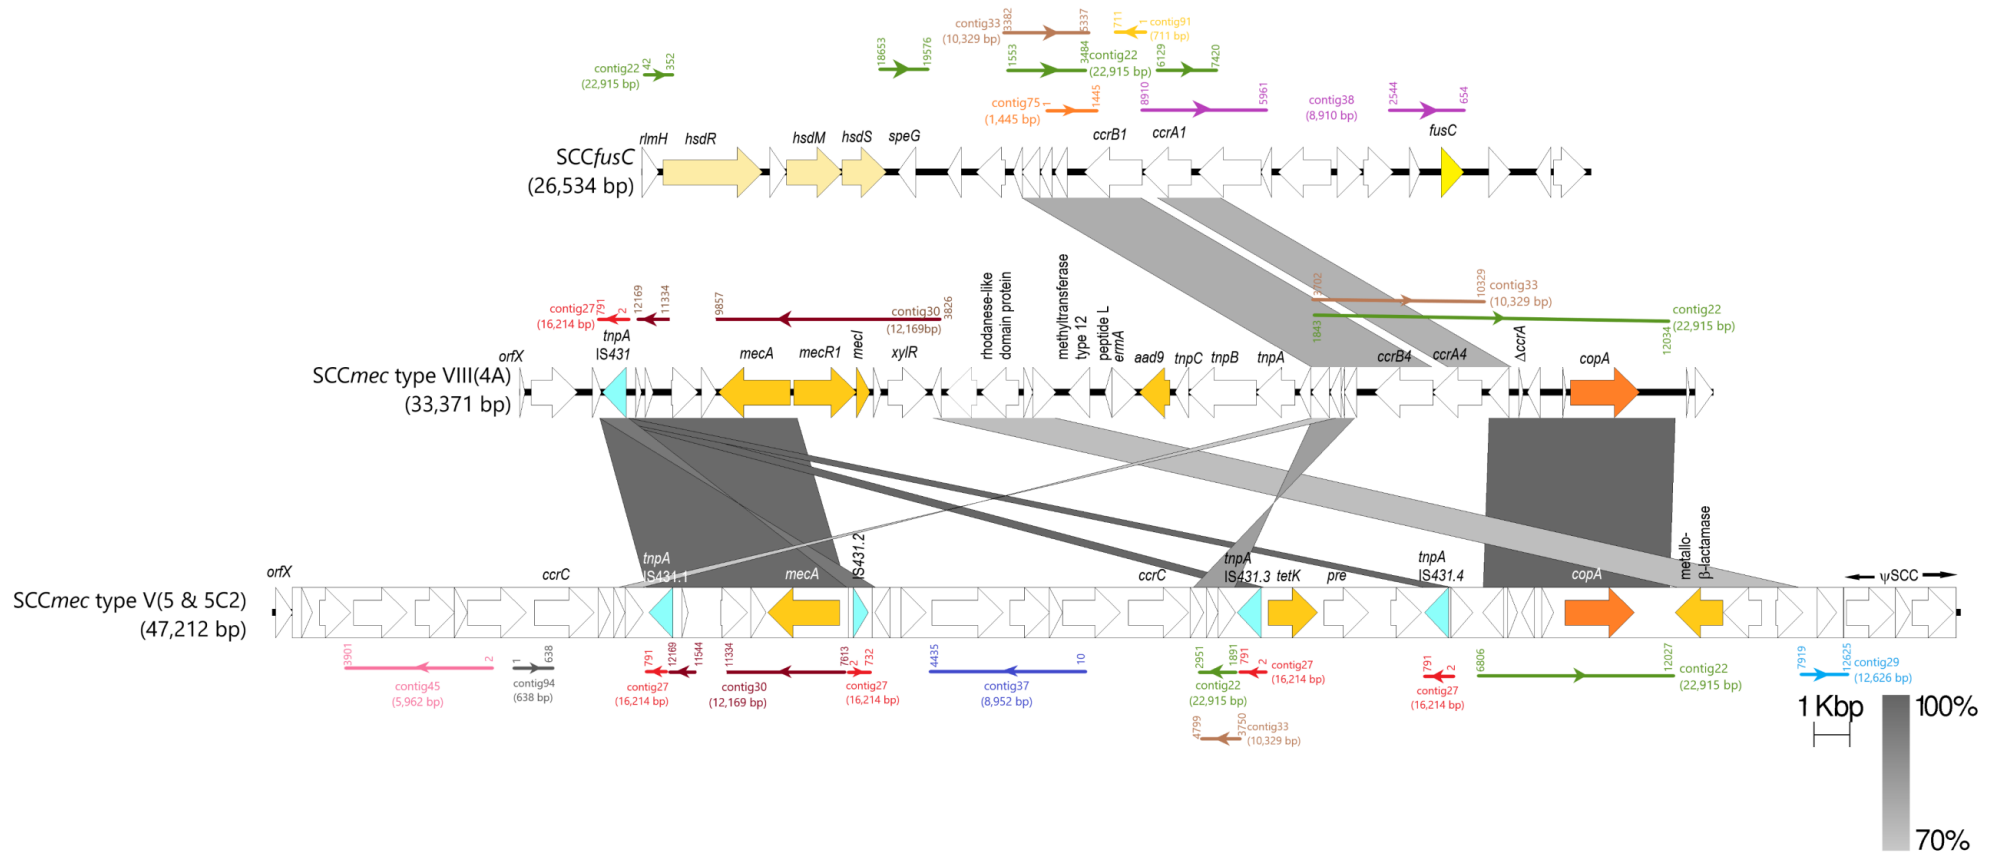 3382
5337
contig33
(10,329 bp)
711
1
contig91
(711 bp)
contig22
(22,915 bp)
42
352
18653
19576
1553
3484
contig22
(22,915 bp)
6129
7420
contig75
(1,445 bp)
1
1445
8910
5961
contig38
(8,910 bp)
2544
654
rlmH
hsdR
hsdM
hsdS
speG
ccrB1
ccrA1
fusC
SCCfusC
(26,534 bp)
contig27
(16,214 bp)
791
2
12169
11334
9857
contig30
(12,169bp)
3826
rhodanese-like
domain protein
methyltransferase
type 12
peptide L
ermA
3702
10329
contig33
(10,329 bp)
1843
12034
contig22
(22,915 bp)
orfX
tnpA
IS431
mecA
mecR1
mecI
xylR
aad9
tnpC
tnpB
tnpA
ccrB4
ccrA4
ΔccrA
copA
SCCmec type VIII(4A)
(33,371 bp)
orfX
ccrC
tnpA
IS431.1
mecA
IS431.2
ccrC
tnpA
IS431.3
tetK
pre
tnpA
IS431.4
copA
metallo-
β-lactamase
ψSCC
SCCmec type V(5 & 5C2)
(47,212 bp)
3901
2
contig45
(5,962 bp)
1
638
contig94
(638 bp)
791
contig27
(16,214 bp)
12169
11544
11334
7613
contig30
(12,169 bp)
2
732
contig27
(16,214 bp)
4435
10
contig37
(8,952 bp)
2951
1891
contig22
(22,915 bp)
791
2
contig27
(16,214 bp)
4799
3750
contig33
(10,329 bp)
791
2
contig27
(16,214 bp)
6806
12027
contig22
(22,915 bp)
7919
12625
contig29
(12,626 bp)
1 Kbp
100%
70%